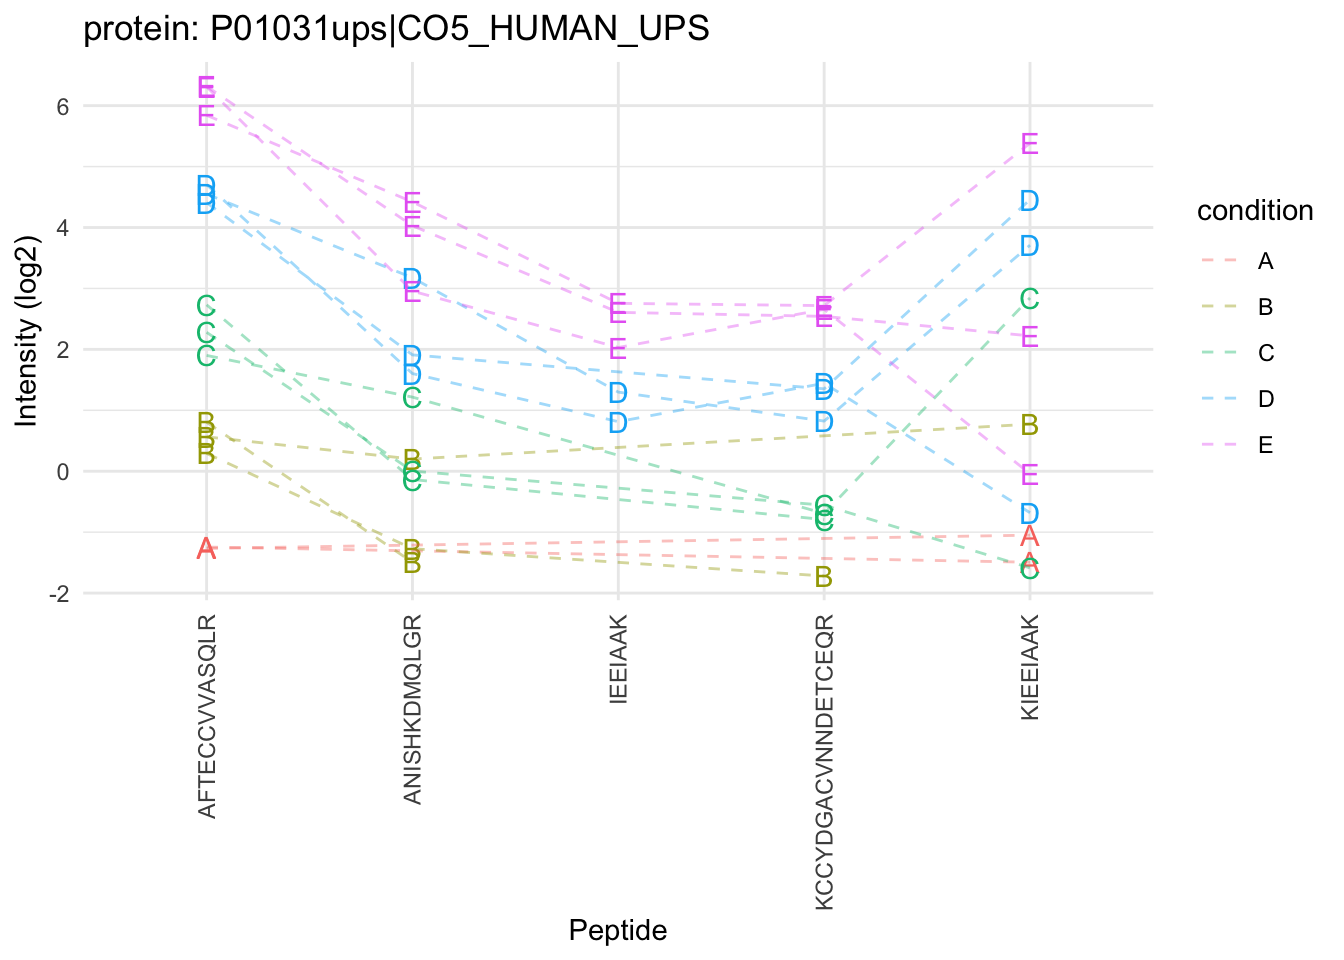 protein: P01031ups|CO5_HUMAN_UPS
Intensity (log2)
6
4
2
0
-2
E
E
E
D
D
D
C
C
C
B
B
B
A
E
E
D
E
D
D
C
B
C
C
B
B
E
E
E
D
D
E
E
D
D
D
C
C
C
B
E
D
D
C
E
B
E
D
A
A
C
AFTECCVVASQLR
ANISHKDMQLGR
IEEIAAK
KCCYDGACVNNDETCEQR
KIEEIAAK
Peptide
condition
A
B
C
D
E